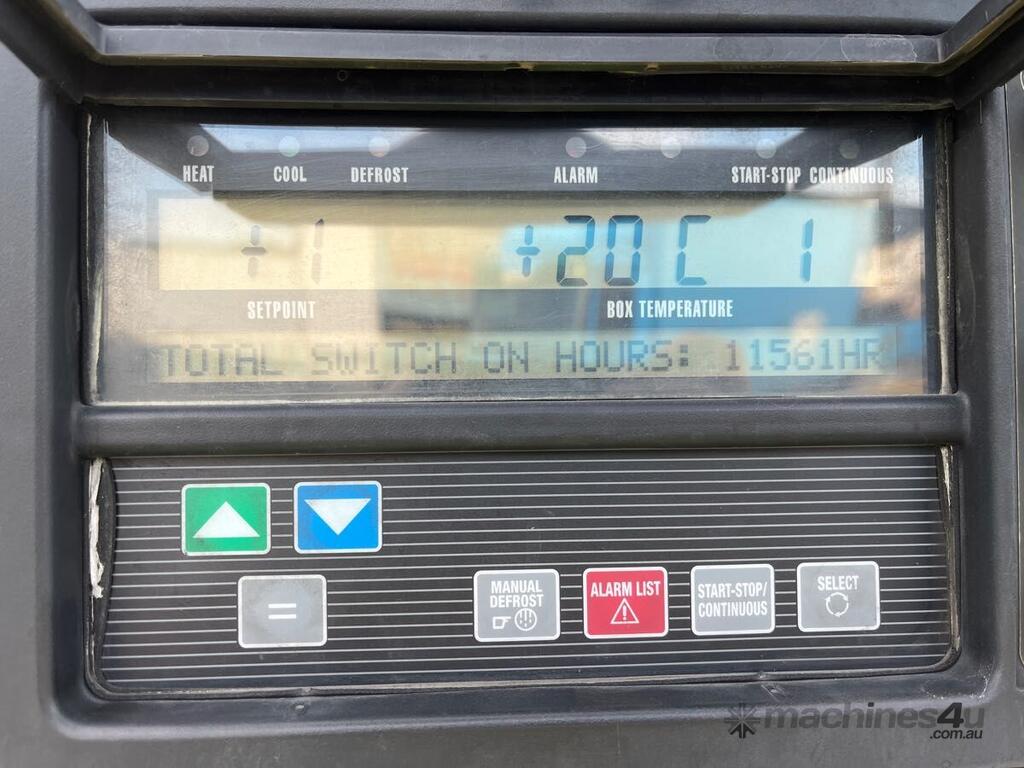 HEAT COOL DEFROST ALARM START-STOP CONTINUOUS
+ 1 +20 C 1
SETPOINT BOX TEMPERATURE
TOTAL SWITCH ON HOURS: 11561HR
=
MANUAL DEFROST
ALARM LIST
START-STOP/
CONTINUOUS
SELECT
machines4u
.com.au